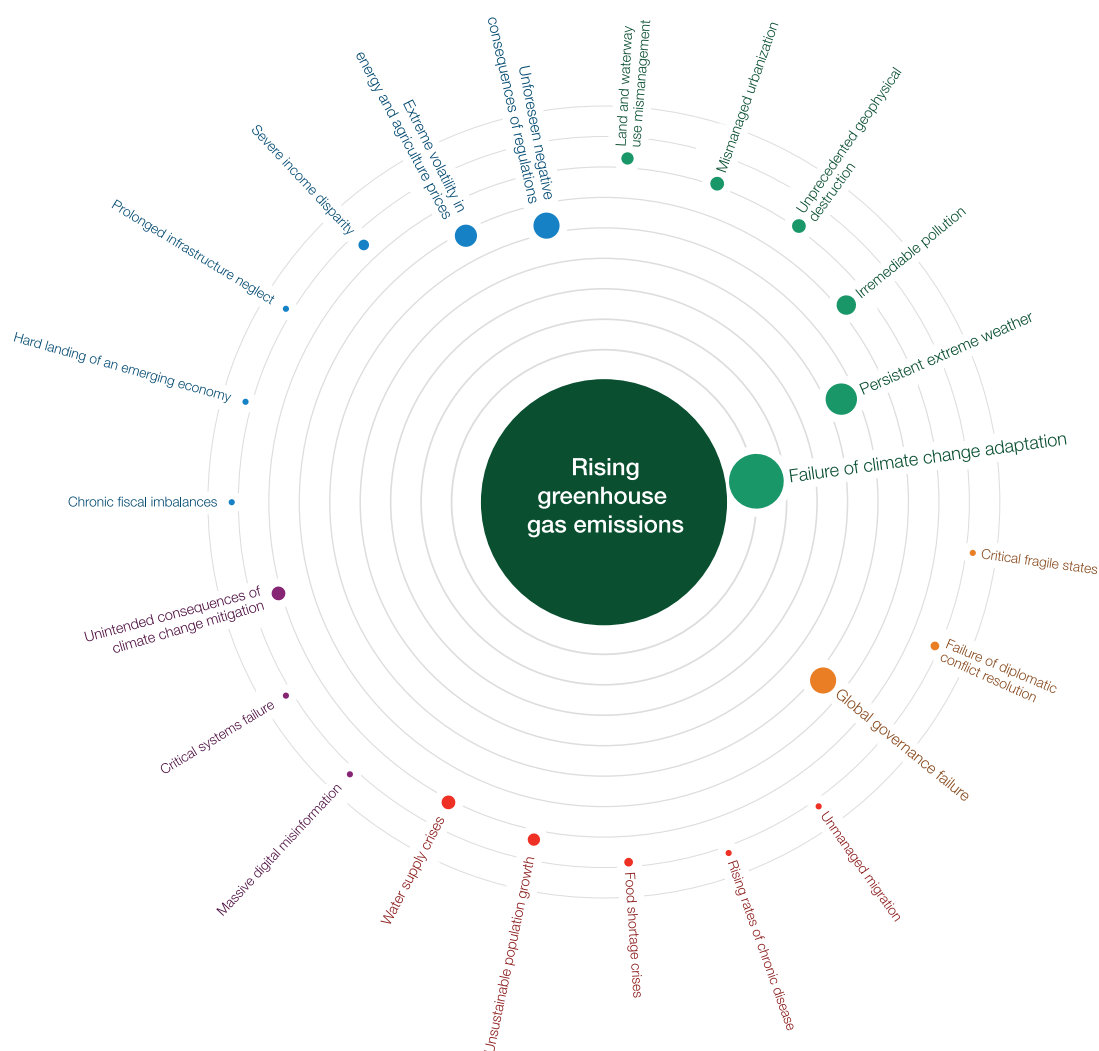 Rising
greenhouse
gas emissions
Land and waterway
use mismanagement
Mismanaged urbanization
Unprecedented geophysical
destruction
Irremediable pollution
Persistent extreme weather
Failure of climate change adaptation
Critical fragile states
Failure of diplomatic
conflict resolution
Global governance failure
Unmanaged migration
Rising rates of chronic disease
Food shortage crises
Unsustainable population growth
Water supply crises
Massive digital misinformation
Critical systems failure
Unintended consequences of
climate change mitigation
Chronic fiscal imbalances
Hard landing of an emerging economy
Prolonged infrastructure neglect
Severe income disparity
Extreme volatility in
energy and agriculture prices
Unforeseen negative
consequences of regulations